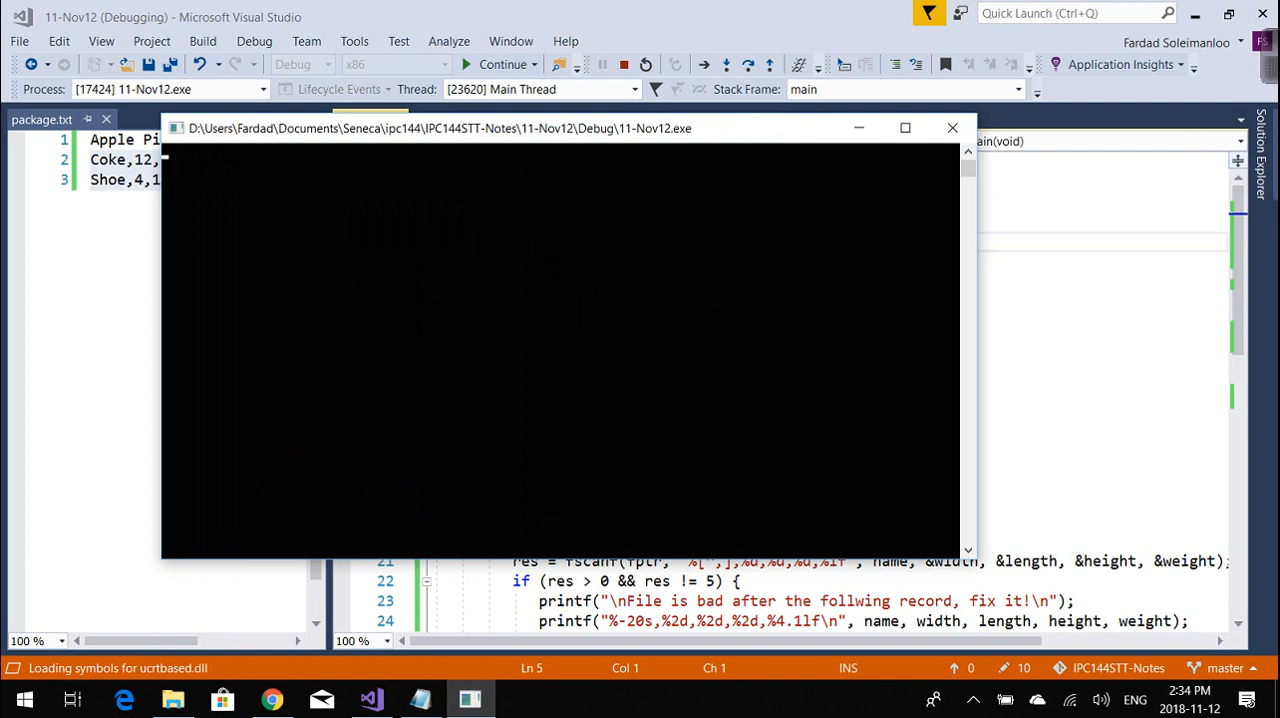 11-Nov12 (Debugging) - Microsoft Visual Studio
Quick Launch (Ctrl+Q)
File Edit View Project Build Debug Team Tools Test Analyze Window Help
Fardad Soleimanloo FS
Debug x86 Continue Application Insights
Process: [17424] 11-Nov12.exe Lifecycle Events Thread: [23620] Main Thread Stack Frame: main
package.txt
D:\Users\Fardad\Documents\Seneca\ipc144\IPC144STT-Notes\11-Nov12\Debug\11-Nov12.exe
ain(void)
Solution Explorer
1 Apple Pi
2 Coke,12,
3 Shoe,4,1
21 res = fscanf(fptr, "%[^,],%d,%d,%d,%lf", name, &width, &length, &height, &weight);
22 if (res > 0 && res != 5) {
23 printf("\nFile is bad after the follwing record, fix it!\n");
24 printf("%-20s,%2d,%2d,%2d,%4.1lf\n", name, width, length, height, weight);
100 % 100 %
Loading symbols for ucrtbased.dll Ln 5 Col 1 Ch 1 INS 0 10 IPC144STT-Notes master
ENG 2:34 PM
2018-11-12